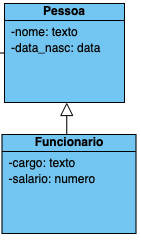 Pessoa
-nome: texto
-data_nasc: data
Funcionario
-cargo: texto
-salario: numero